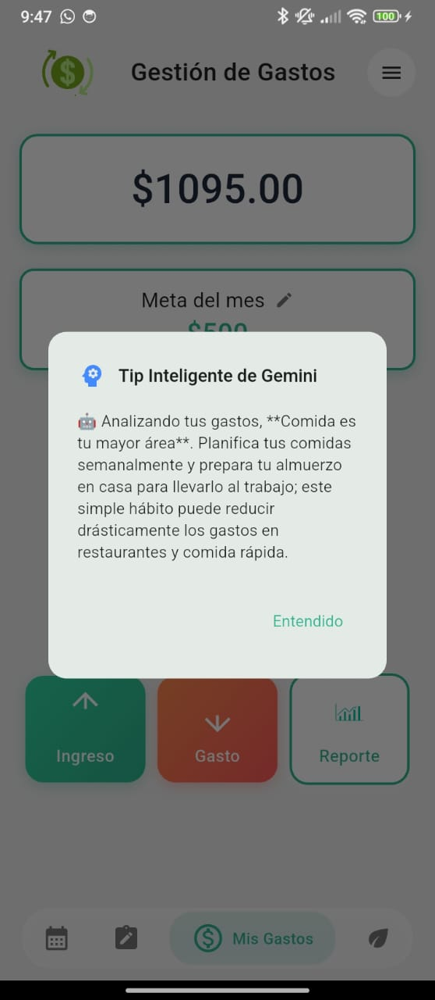 9:47
100
$
Gestión de Gastos
$1095.00
Meta del mes
$500
Tip Inteligente de Gemini
🤖 Analizando tus gastos, **Comida es
tu mayor área**. Planifica tus comidas
semanalmente y prepara tu almuerzo
en casa para llevarlo al trabajo; este
simple hábito puede reducir
drásticamente los gastos en
restaurantes y comida rápida.
Entendido
Ingreso
Gasto
Reporte
$
Mis Gastos